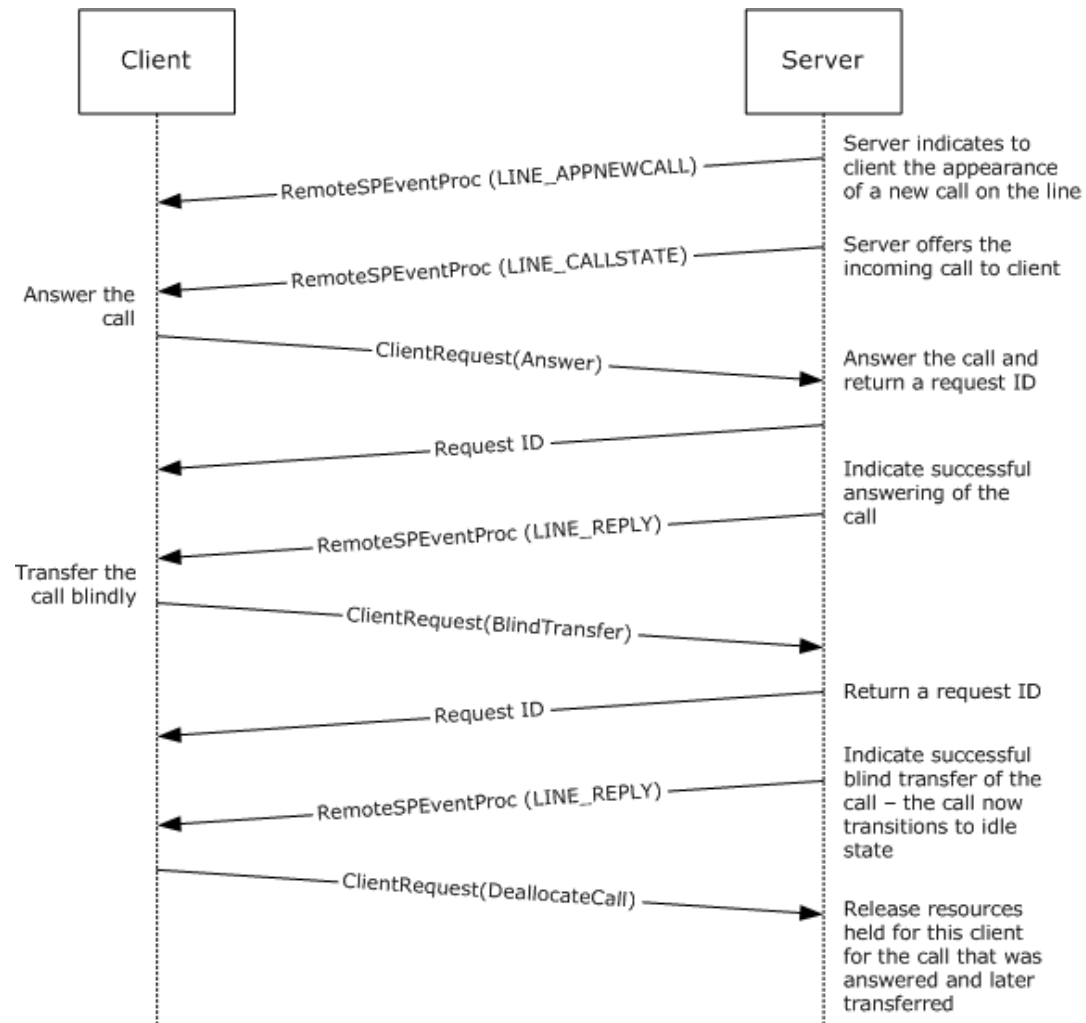 Client
Server
Server indicates to
client the appearance
of a new call on the line
RemoteSPEventProc (LINE_APPNEWCALL)
Server offers the
incoming call to client
RemoteSPEventProc (LINE_CALLSTATE)
Answer the
call
ClientRequest(Answer)
Answer the call and
return a request ID
Request ID
Indicate successful
answering of the
call
RemoteSPEventProc (LINE_REPLY)
Transfer the
call blindly
ClientRequest(BlindTransfer)
Return a request ID
Request ID
Indicate successful
blind transfer of the
call – the call now
transitions to idle
state
RemoteSPEventProc (LINE_REPLY)
ClientRequest(DeallocateCall)
Release resources
held for this client
for the call that was
answered and later
transferred